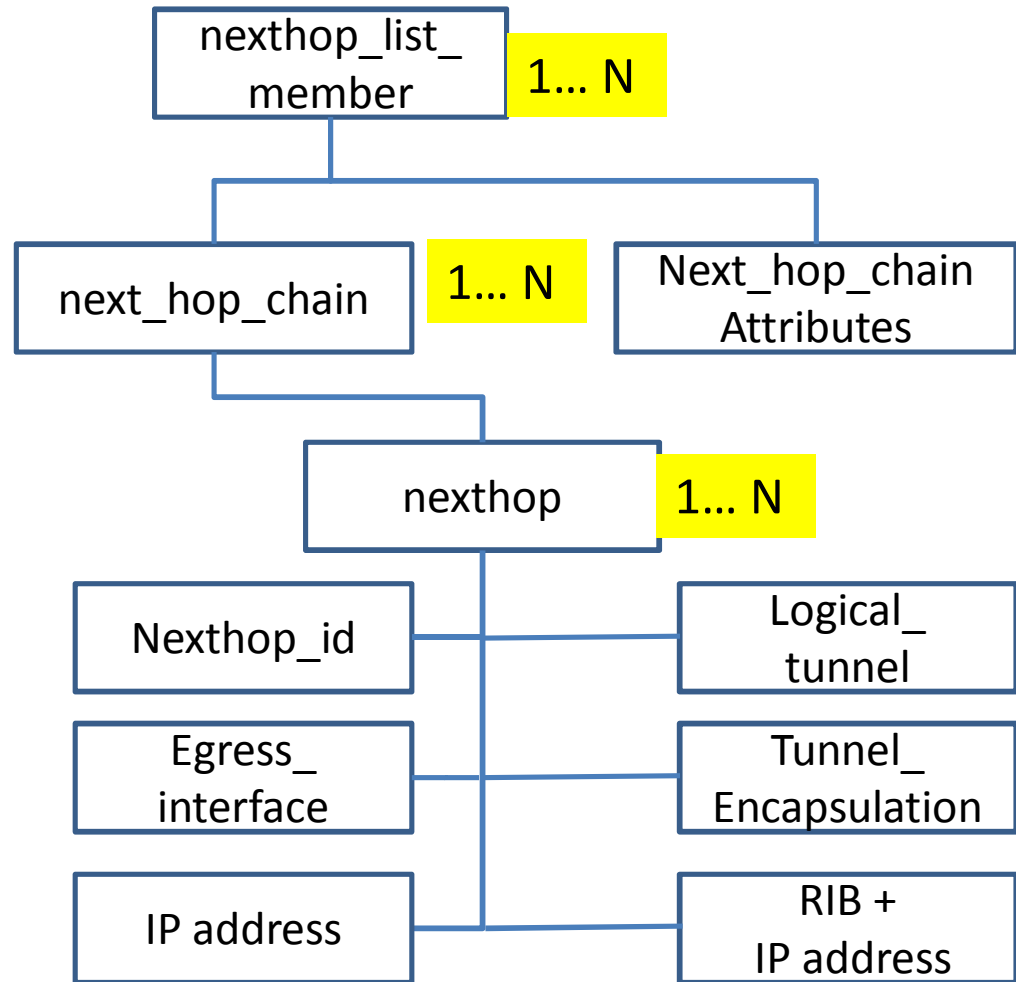 nexthop_list_
member
1... N
next_hop_chain
1... N
Next_hop_chain
Attributes
nexthop
1... N
Nexthop_id
Logical_
tunnel
Egress_
interface
Tunnel_
Encapsulation
IP address
RIB +
IP address